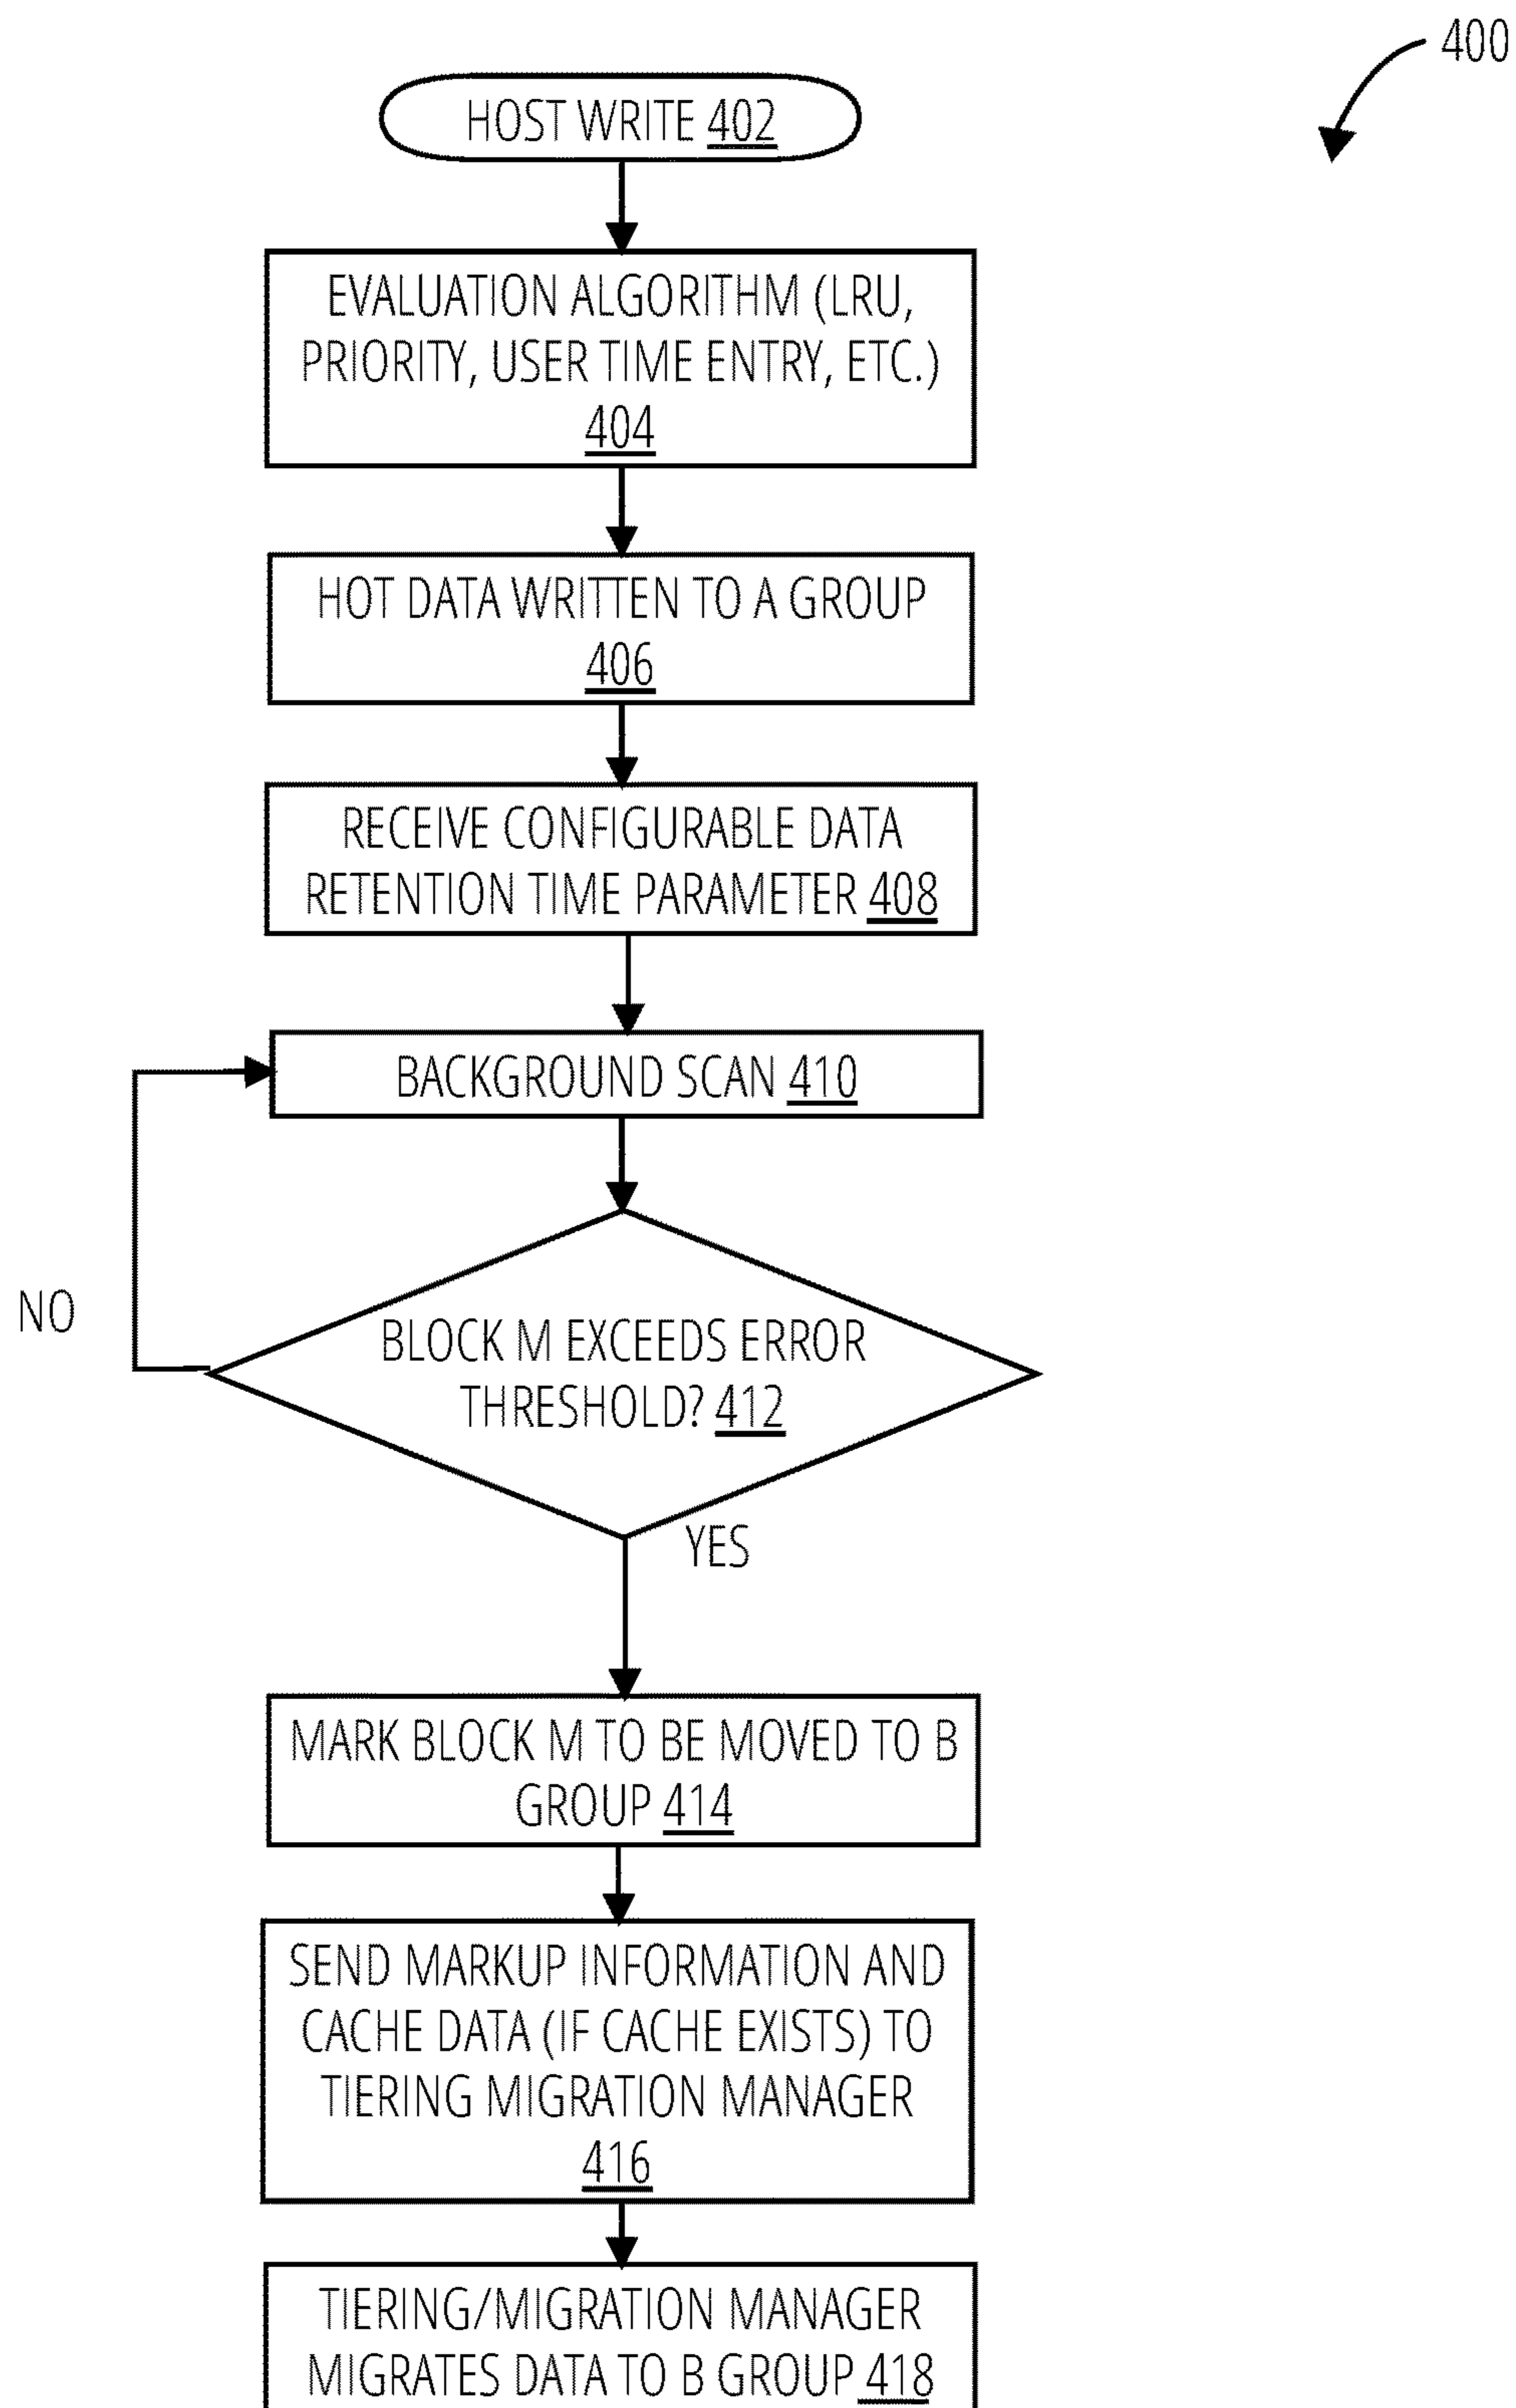 400
HOST WRITE 402
EVALUATION ALGORITHM (LRU,
PRIORITY, USER TIME ENTRY, ETC.)
404
HOT DATA WRITTEN TO A GROUP
406
RECEIVE CONFIGURABLE DATA
RETENTION TIME PARAMETER 408
BACKGROUND SCAN 410
NO
BLOCK M EXCEEDS ERROR
THRESHOLD? 412
YES
MARK BLOCK M TO BE MOVED TO B
GROUP 414
SEND MARKUP INFORMATION AND
CACHE DATA (IF CACHE EXISTS) TO
TIERING MIGRATION MANAGER
416
TIERING/MIGRATION MANAGER
MIGRATES DATA TO B GROUP 418